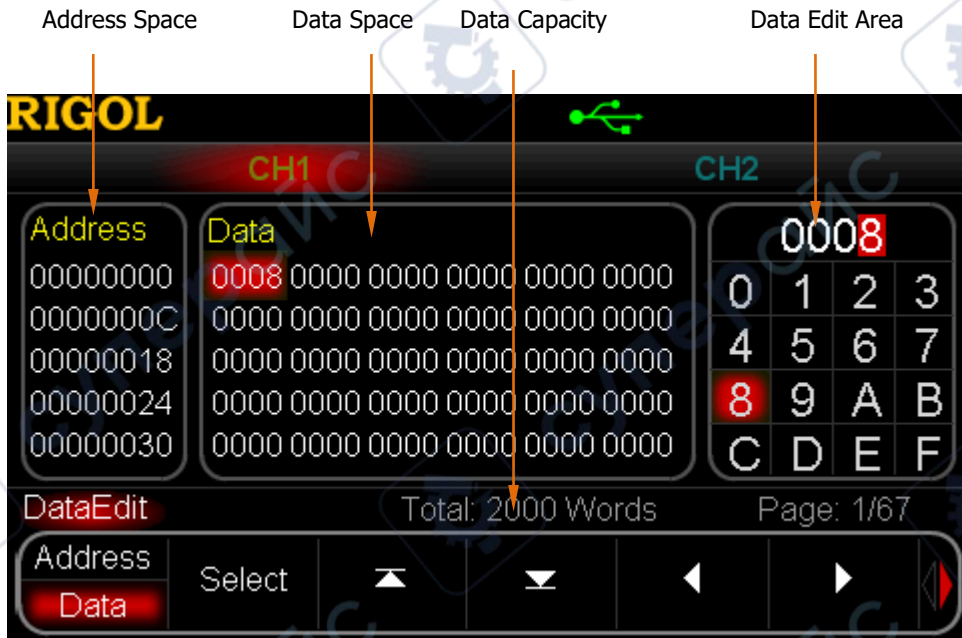 Address Space Data Space Data Capacity Data Edit Area
RIGOL
CH1 CH2
Address Data 0008
00000000 0008 0000 0000 0000 0000 0000 0 1 2 3
0000000C 0000 0000 0000 0000 0000 0000
00000018 0000 0000 0000 0000 0000 0000 4 5 6 7
00000024 0000 0000 0000 0000 0000 0000 8 9 A B
00000030 0000 0000 0000 0000 0000 0000 C D E F
DataEdit Total: 2000 Words Page: 1/67
Address
Select
Data
суперайс
суперайс
суперайс